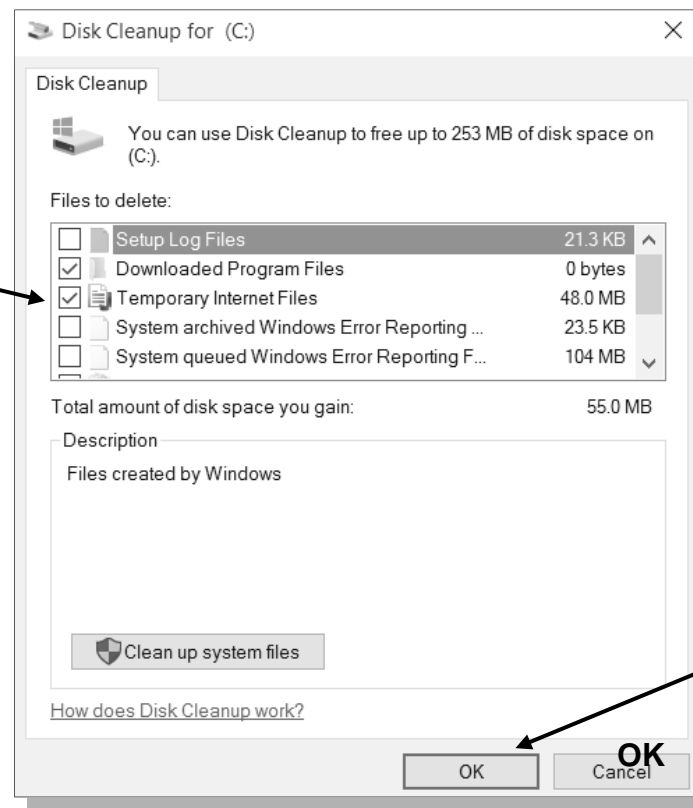 Disk Cleanup for (C:)
Disk Cleanup
You can use Disk Cleanup to free up to 253 MB of disk space on
(C:).
Files to delete:
Setup Log Files 21.3 KB
Downloaded Program Files 0 bytes
Temporary Internet Files 48.0 MB
System archived Windows Error Reporting ... 23.5 KB
System queued Windows Error Reporting F... 104 MB
Total amount of disk space you gain: 55.0 MB
Description
Files created by Windows
Clean up system files
How does Disk Cleanup work?
OK
Cancel
OK